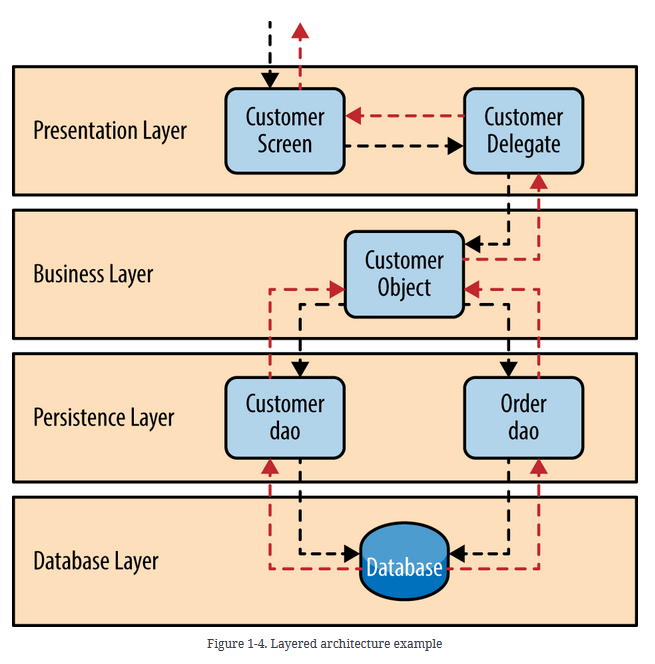 Presentation Layer
Customer
Screen
Customer
Delegate
Business Layer
Customer
Object
Persistence Layer
Customer
dao
Order
dao
Database Layer
Database
Figure 1-4. Layered architecture example